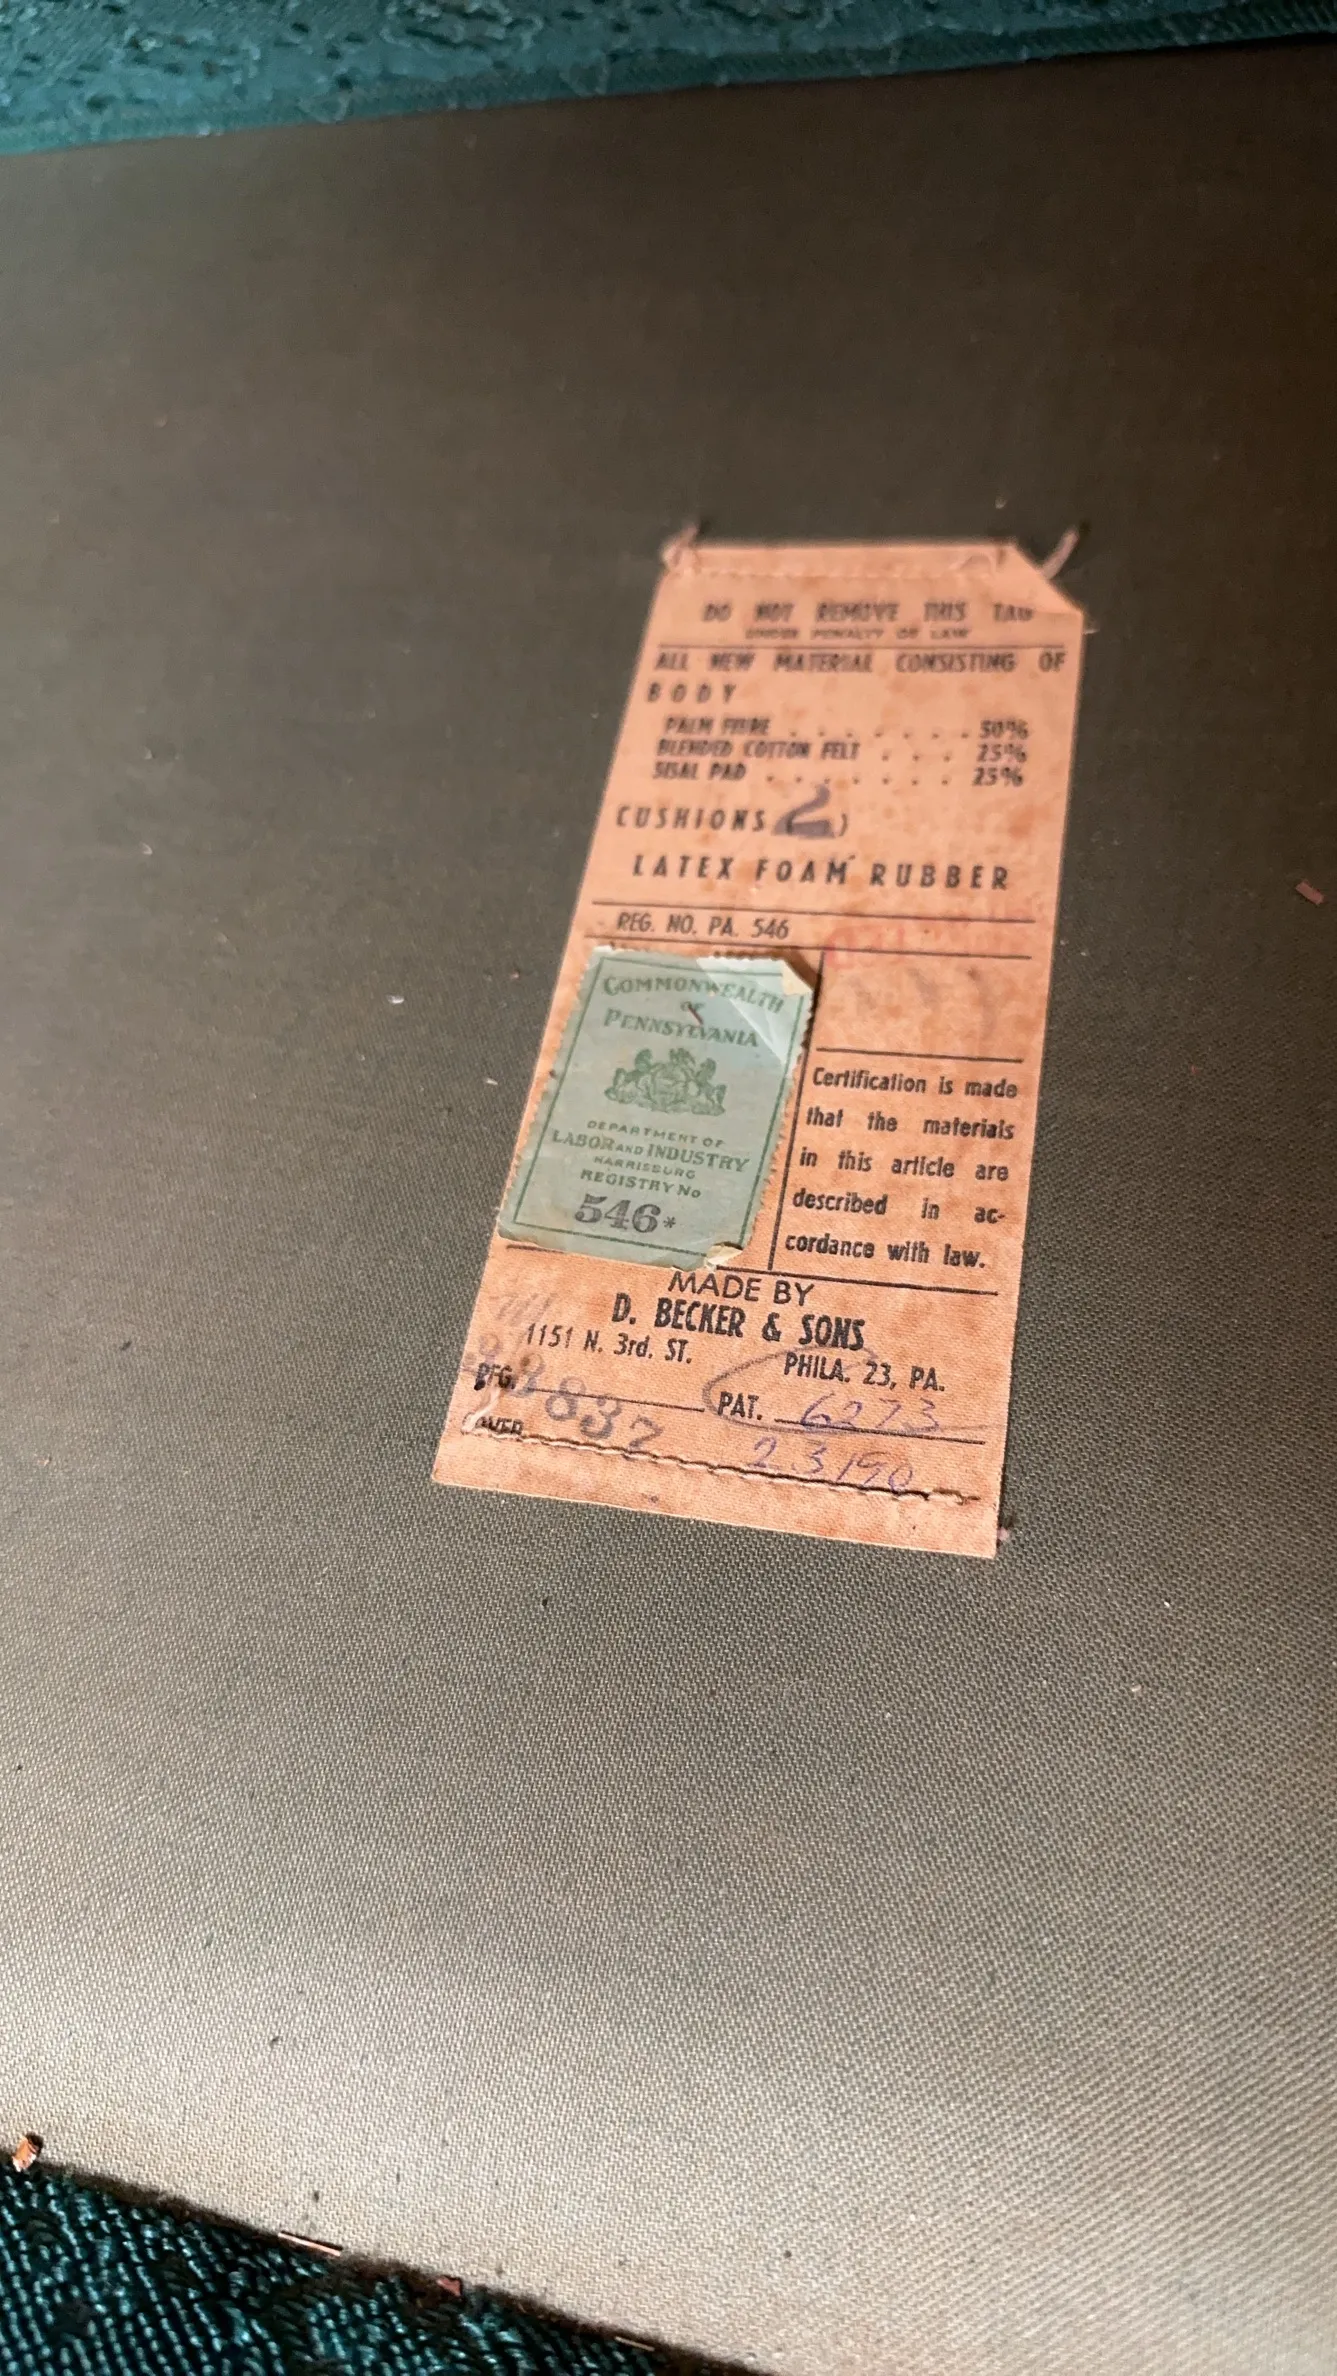 DO NOT REMOVE THIS TAG
UNDER PENALTY OF LAW
ALL NEW MATERIAL CONSISTING OF
BODY
PALM FIBRE . . . . . . . 50%
BLENDED COTTON FELT . . . 25%
SISAL PAD . . . . . . . 25%
CUSHIONS (2)
LATEX FOAM RUBBER
REG. NO. PA. 546
COMMONWEALTH
OF
PENNSYLVANIA
DEPARTMENT OF
LABOR AND INDUSTRY
HARRISBURG
REGISTRY No
546*
Certification is made
that the materials
in this article are
described in ac-
cordance with law.
MADE BY
D. BECKER & SONS
1151 N. 3rd. ST. PHILA. 23, PA.
PFG. PAT. 6273
COVER 23190